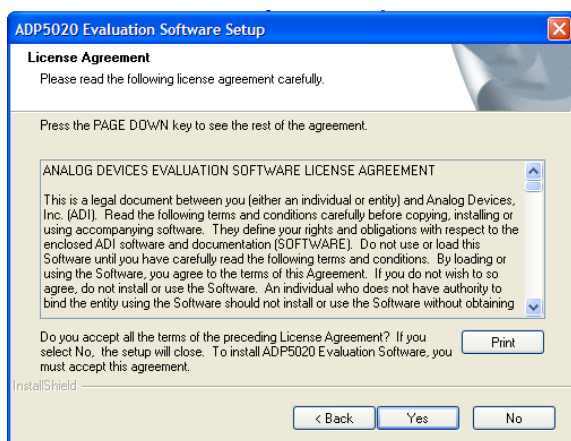 ADP5020 Evaluation Software Setup
License Agreement
Please read the following license agreement carefully.
Press the PAGE DOWN key to see the rest of the agreement.
ANALOG DEVICES EVALUATION SOFTWARE LICENSE AGREEMENT
This is a legal document between you (either an individual or entity) and Analog Devices,
Inc. (ADI).  Read the following terms and conditions carefully before copying, installing or
using accompanying software.  They define your rights and obligations with respect to the
enclosed ADI software and documentation (SOFTWARE).  Do not use or load this
Software until you have carefully read the following terms and conditions.  By loading or
using the Software, you agree to the terms of this Agreement.  If you do not wish to so
agree, do not install or use the Software.  An individual who does not have authority to
bind the entity using the Software should not install or use the Software without obtaining
Do you accept all the terms of the preceding License Agreement?  If you
select No,  the setup will close.  To install ADP5020 Evaluation Software, you
must accept this agreement.
Print
InstallShield
< Back
Yes
No